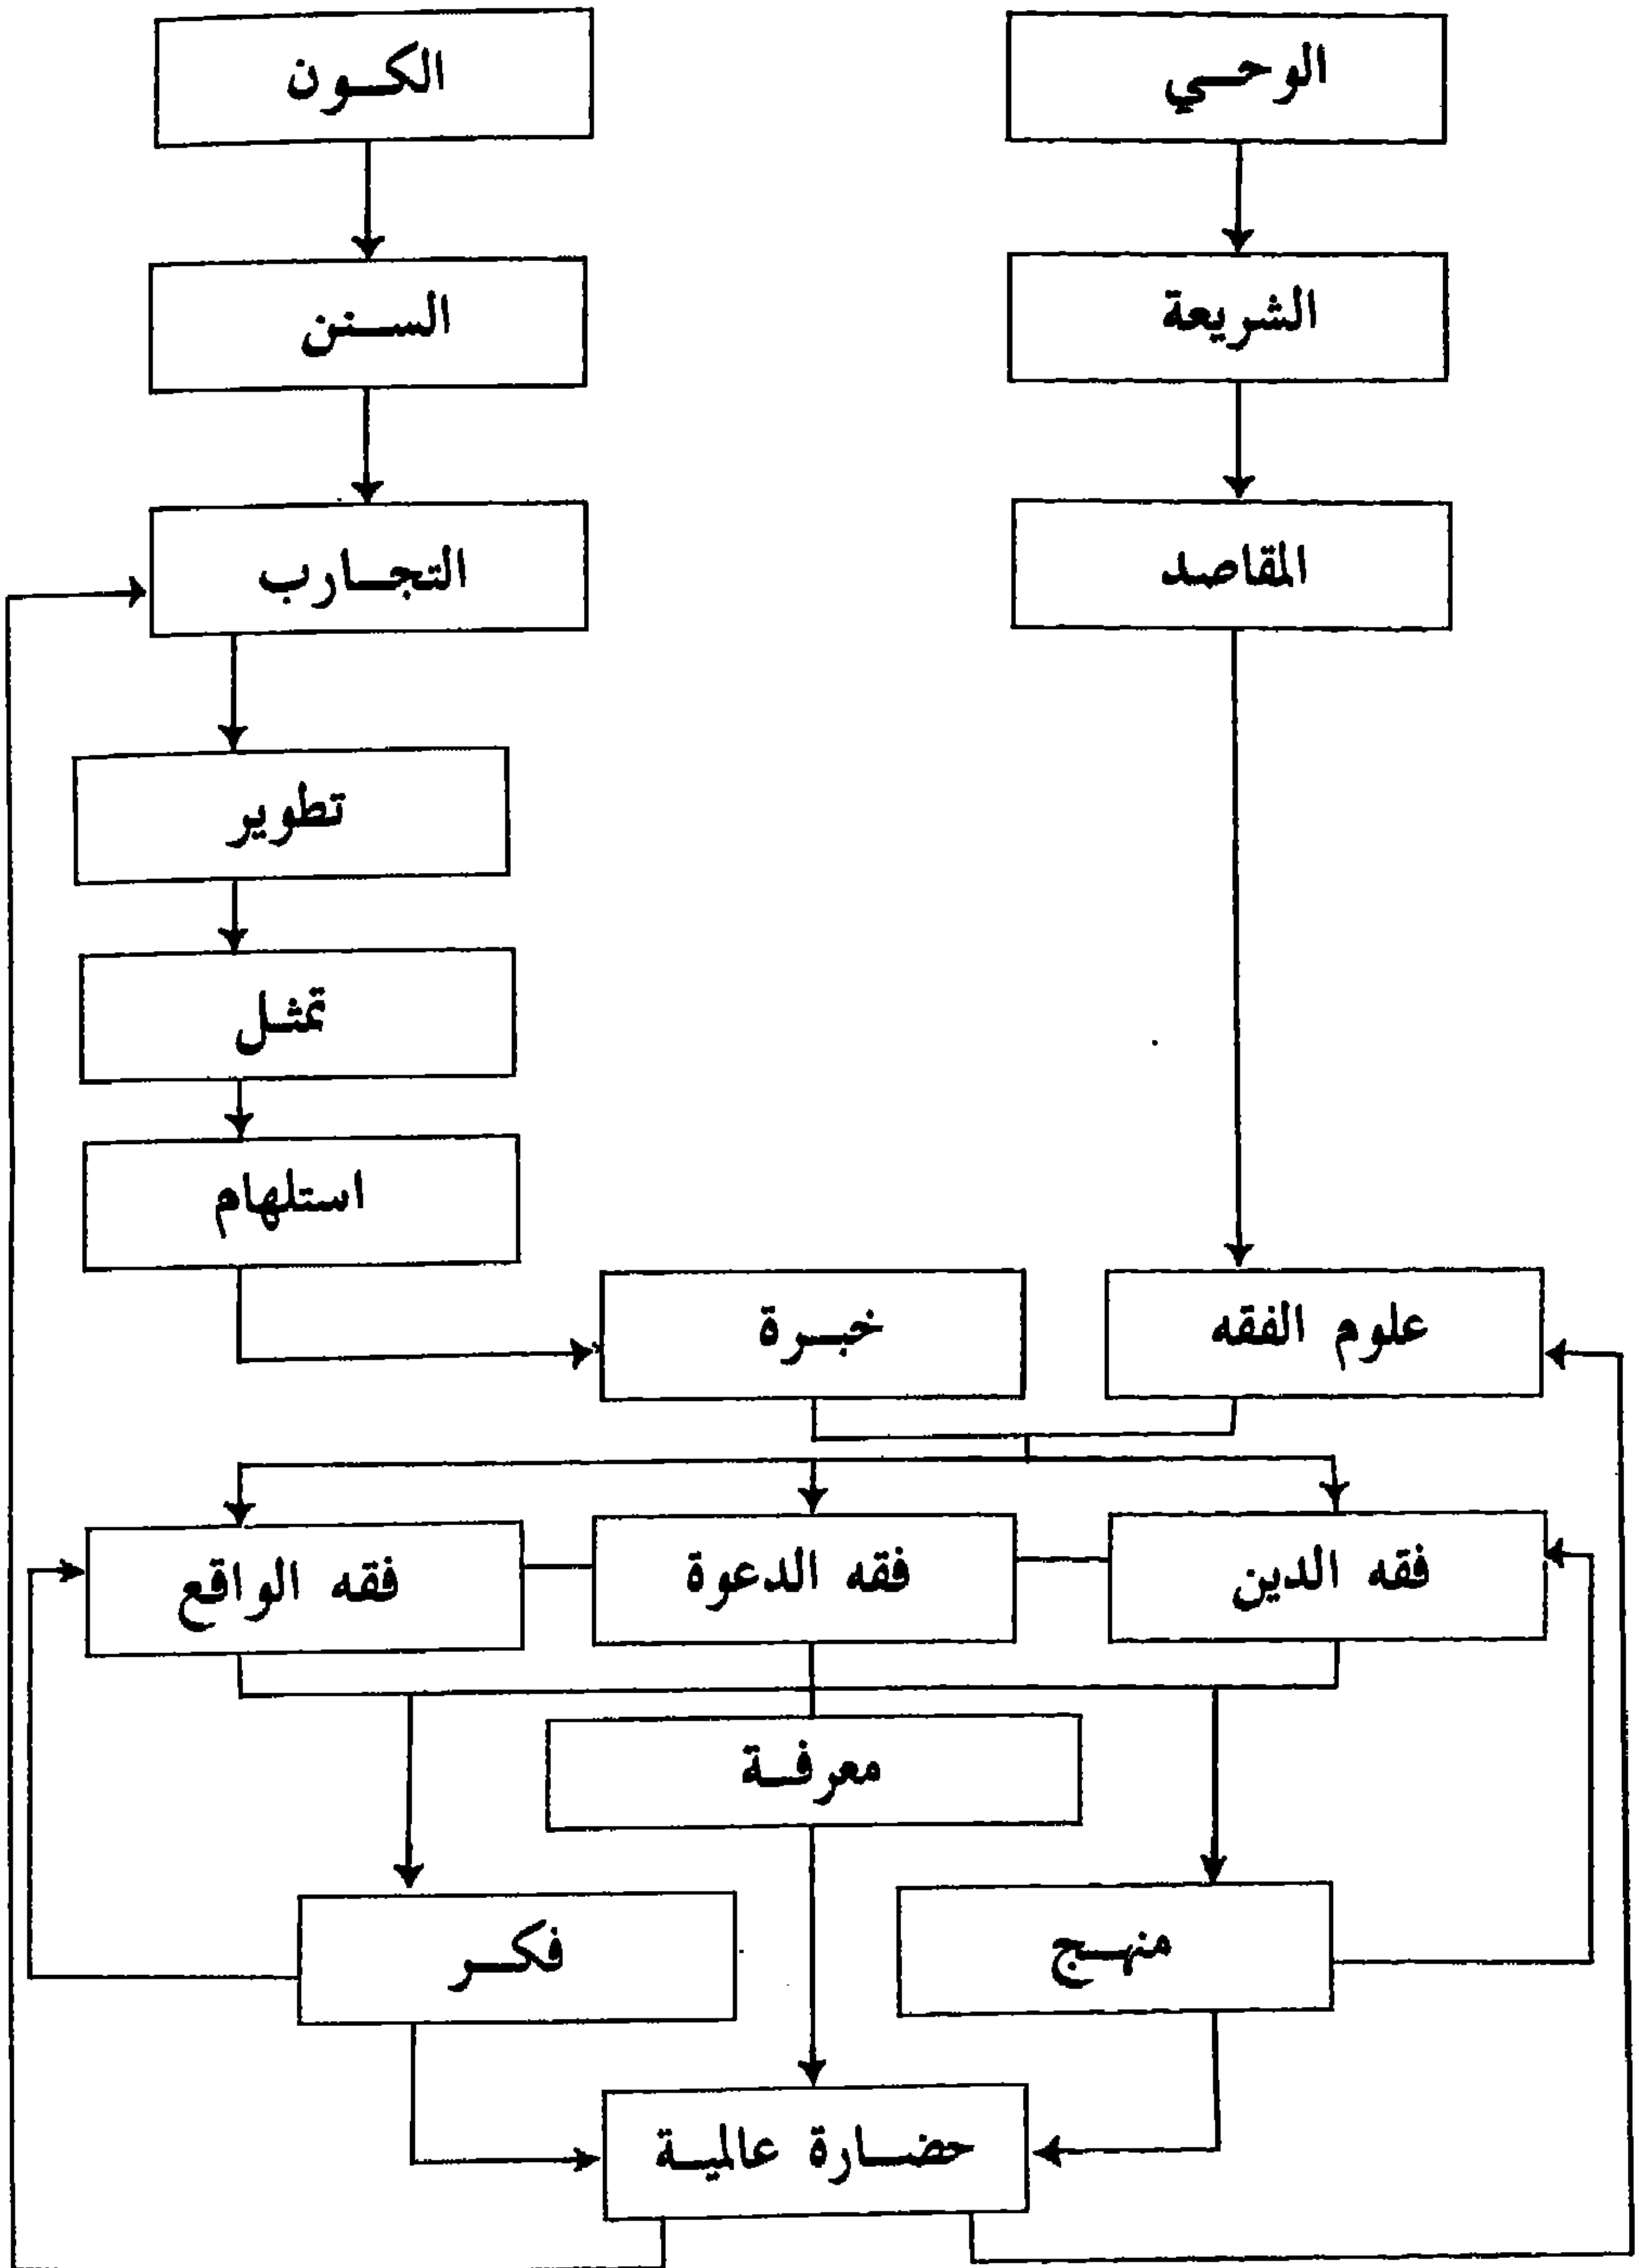 الوحي
الكون
الشريعة
السنن
المقاصد
التجارب
تطوير
تمثل
استلهام
علوم الفقه
خبرة
فقه الدين
فقه الدعوة
فقه الواقع
معرفة
منهج
فكر
حضارة عالمية